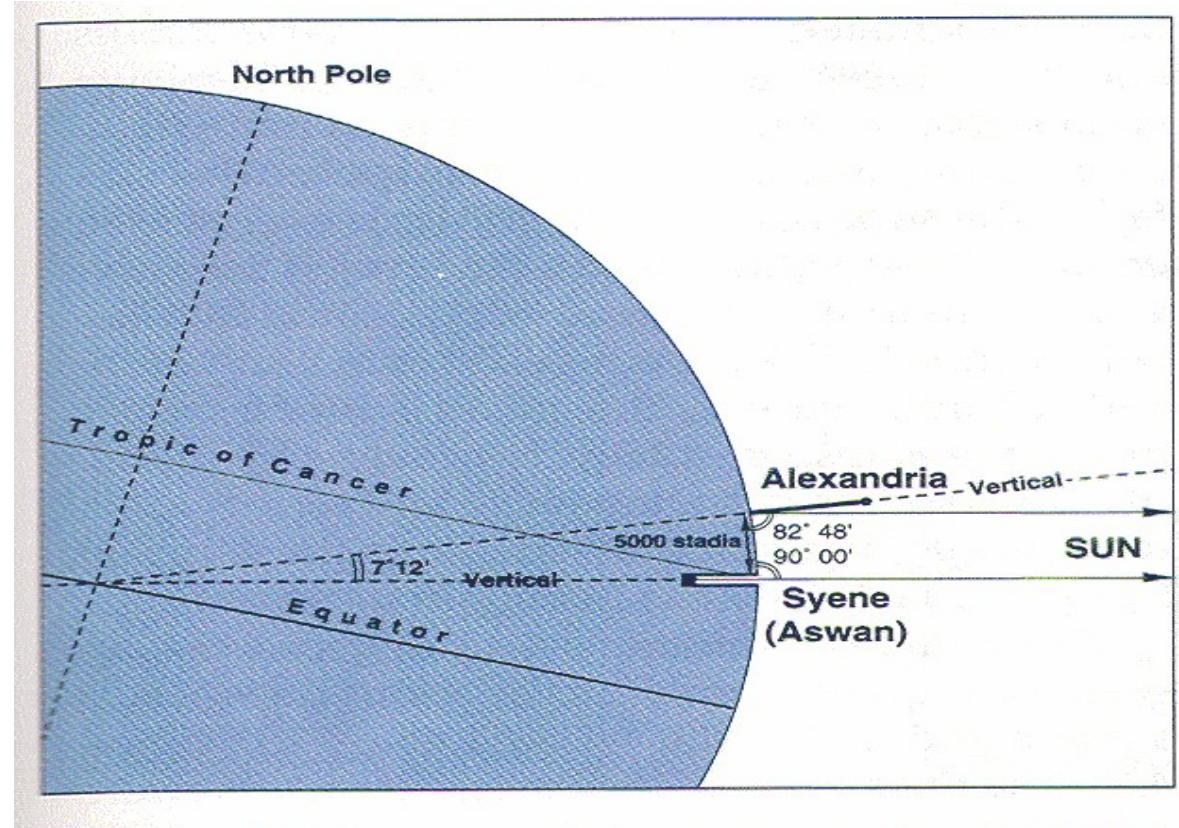 North Pole
Tropic of Cancer
Alexandria
Vertical
82° 48'
5000 stadia
90° 00'
SUN
7°12'
Vertical
Syene
(Aswan)
Equator